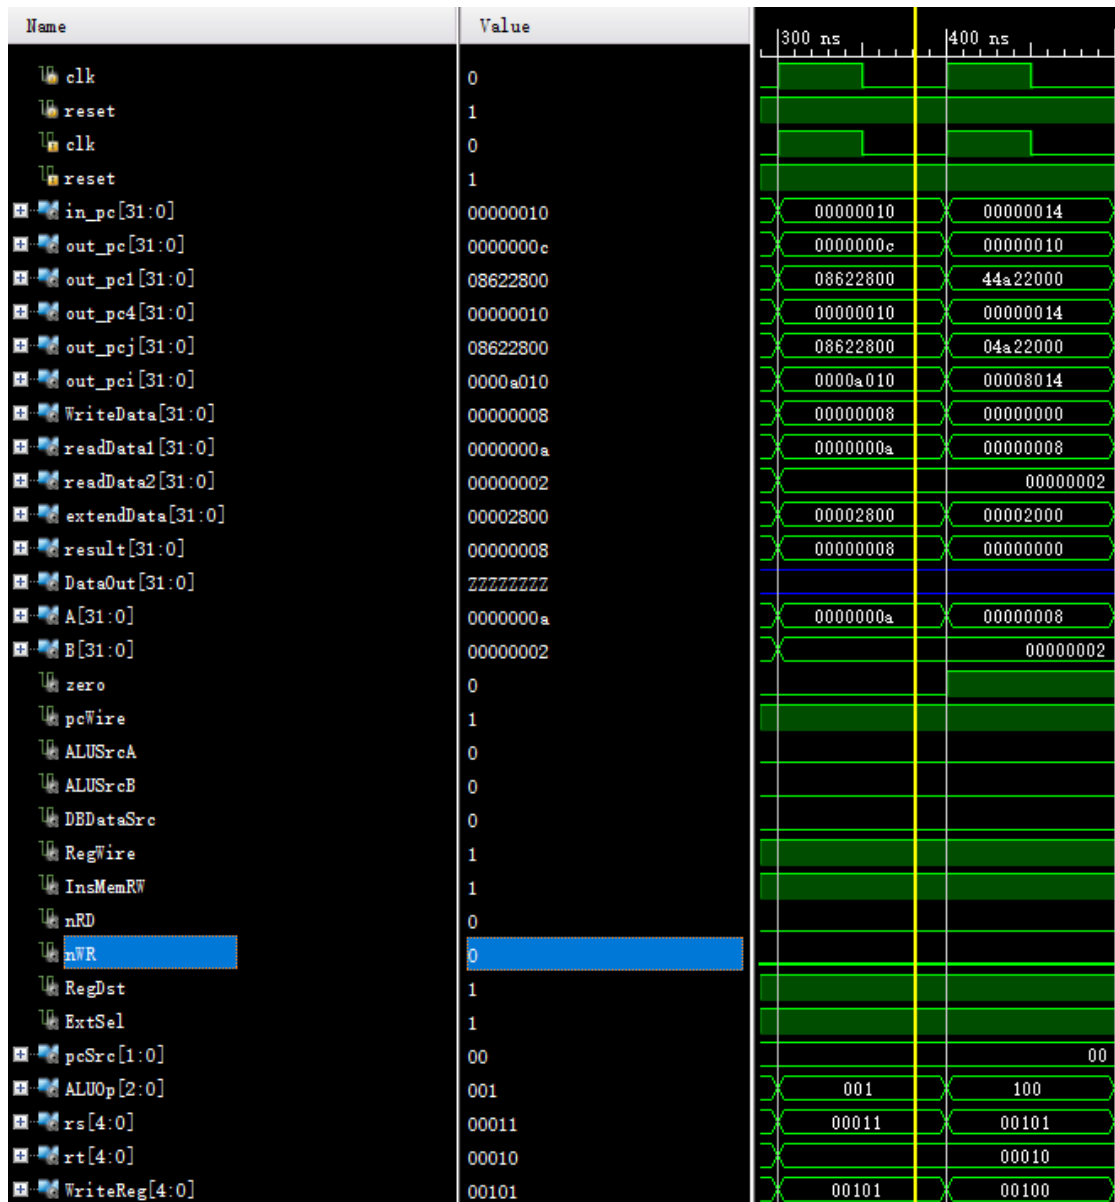 Name Value 300 ns 400 ns
clk 0
reset 1
clk 0
reset 1
in_pc[31:0] 00000010 00000010 00000014
out_pc[31:0] 0000000c 0000000c 00000010
out_pc1[31:0] 08622800 08622800 44a22000
out_pc4[31:0] 00000010 00000010 00000014
out_pcj[31:0] 08622800 08622800 04a22000
out_pci[31:0] 0000a010 0000a010 00008014
WriteData[31:0] 00000008 00000008 00000000
readData1[31:0] 0000000a 0000000a 00000008
readData2[31:0] 00000002 00000002
extendData[31:0] 00002800 00002800 00002000
result[31:0] 00000008 00000008 00000000
DataOut[31:0] ZZZZZZZZ
A[31:0] 0000000a 0000000a 00000008
B[31:0] 00000002 00000002
zero 0
pcWire 1
ALUSrcA 0
ALUSrcB 0
DBDataSrc 0
RegWire 1
InsMemRW 1
nRD 0
nWR 0
RegDst 1
ExtSel 1
pcSrc[1:0] 00 00
ALUOp[2:0] 001 001 100
rs[4:0] 00011 00011 00101
rt[4:0] 00010 00010
WriteReg[4:0] 00101 00101 00100